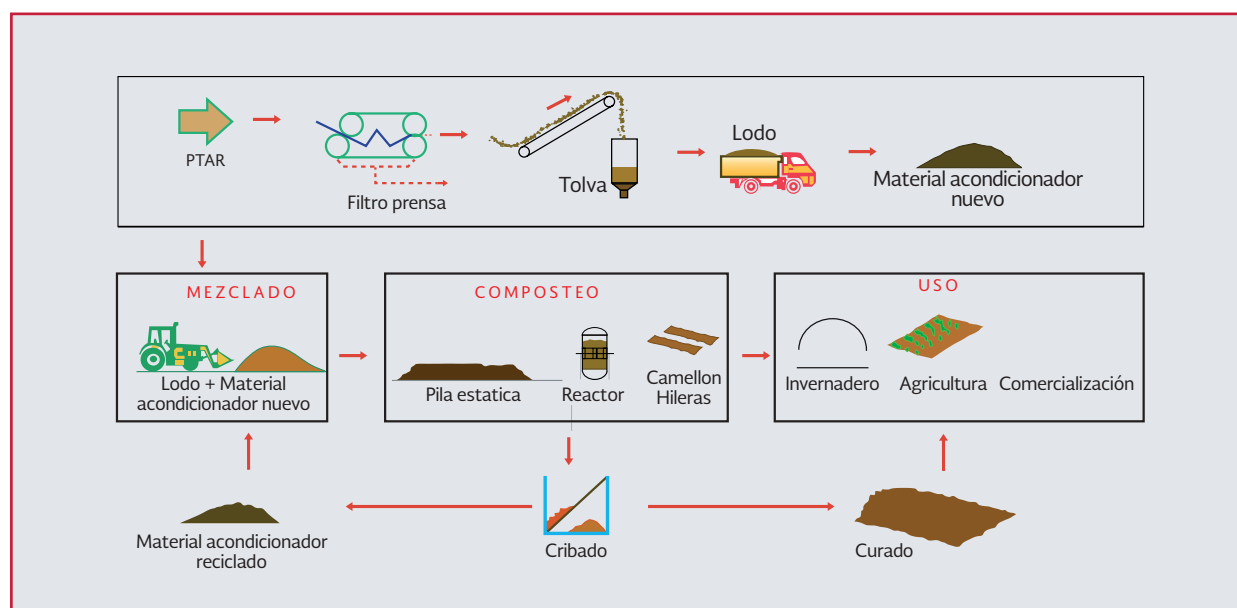 PTAR
Filtro prensa
Tolva
Lodo
Material acondicionador
nuevo
MEZCLADO
Lodo + Material
acondicionador nuevo
COMPOSTEO
Pila estatica
Reactor
Camellon
Hileras
USO
Invernadero
Agricultura
Comercialización
Material acondicionador
reciclado
Cribado
Curado